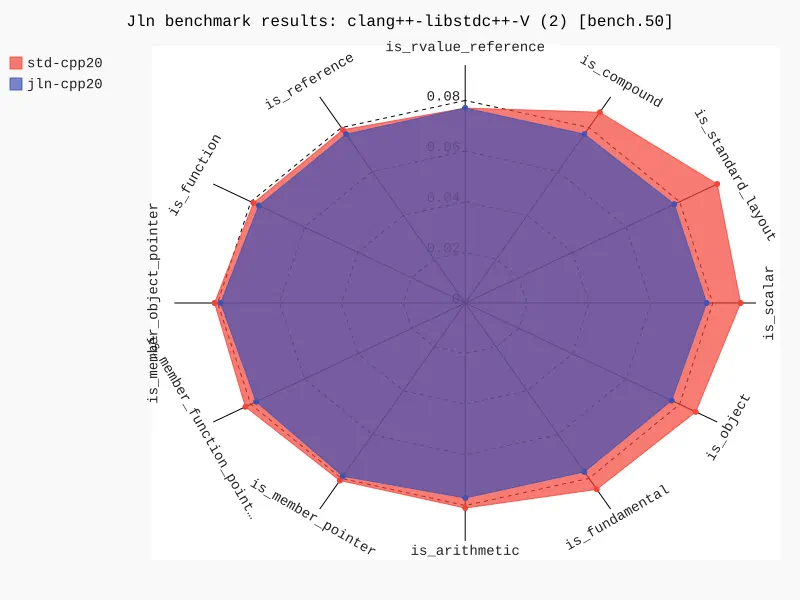 Jln benchmark results: clang++-libstdc++-V (2) [bench.50]
std-cpp20
jln-cpp20
is_rvalue_reference
is_reference
is_compound
is_function
is_standard_layout
is_member_object_pointer
is_scalar
is_member_function_point…
is_object
is_member_pointer
is_fundamental
is_arithmetic
0.08
0.06
0.04
0.02
0